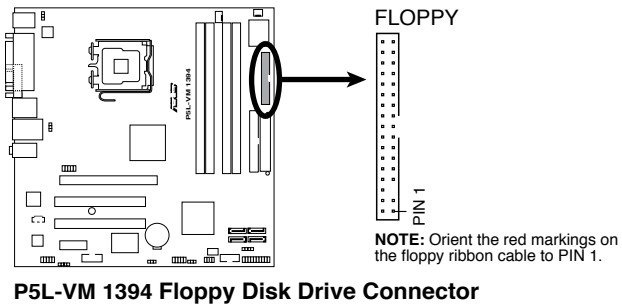 FLOPPY
ASUS
P5L-VM 1394
PIN 1
NOTE: Orient the red markings on
the floppy ribbon cable to PIN 1.
P5L-VM 1394 Floppy Disk Drive Connector